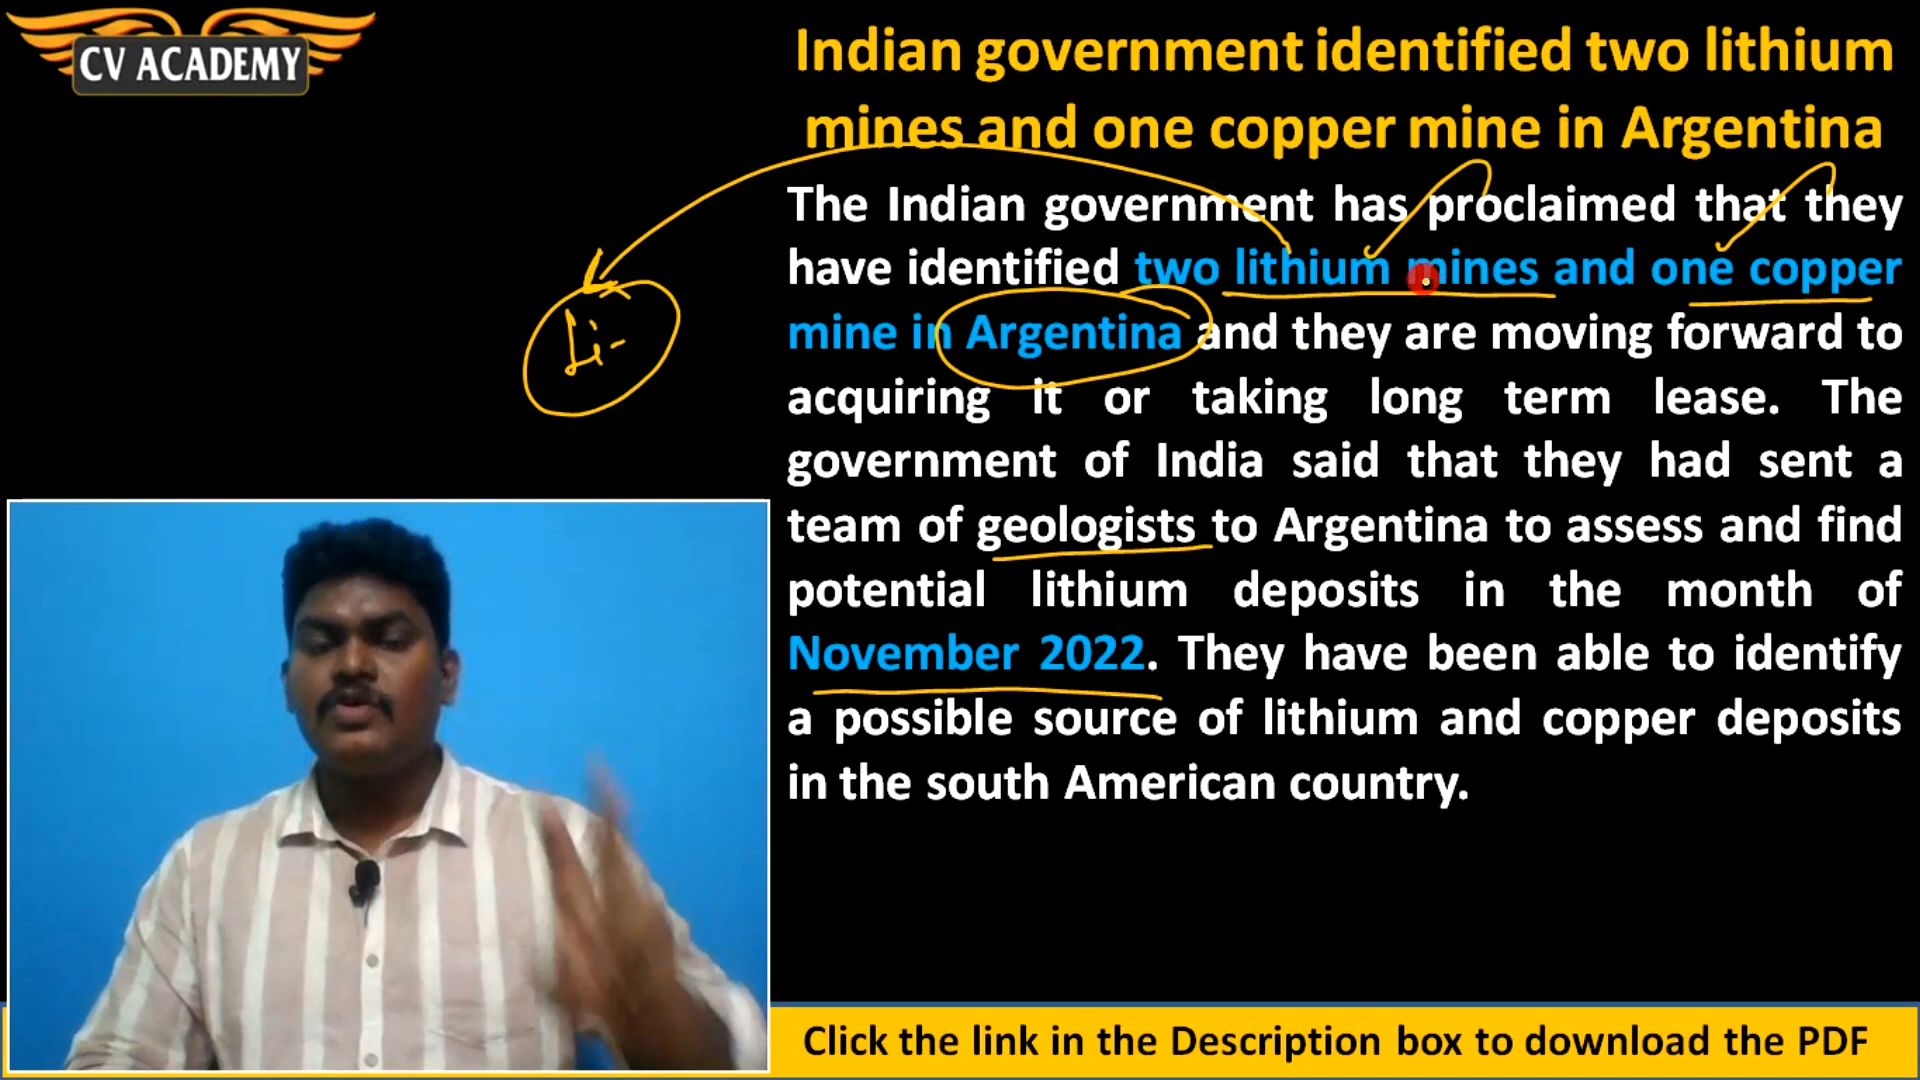 CV ACADEMY
Indian government identified two lithium
mines and one copper mine in Argentina
The Indian government has proclaimed that they
have identified two lithium mines and one copper
mine in Argentina and they are moving forward to
acquiring it or taking long term lease. The
government of India said that they had sent a
team of geologists to Argentina to assess and find
potential lithium deposits in the month of
November 2022. They have been able to identify
a possible source of lithium and copper deposits
in the south American country.
Li-
Click the link in the Description box to download the PDF